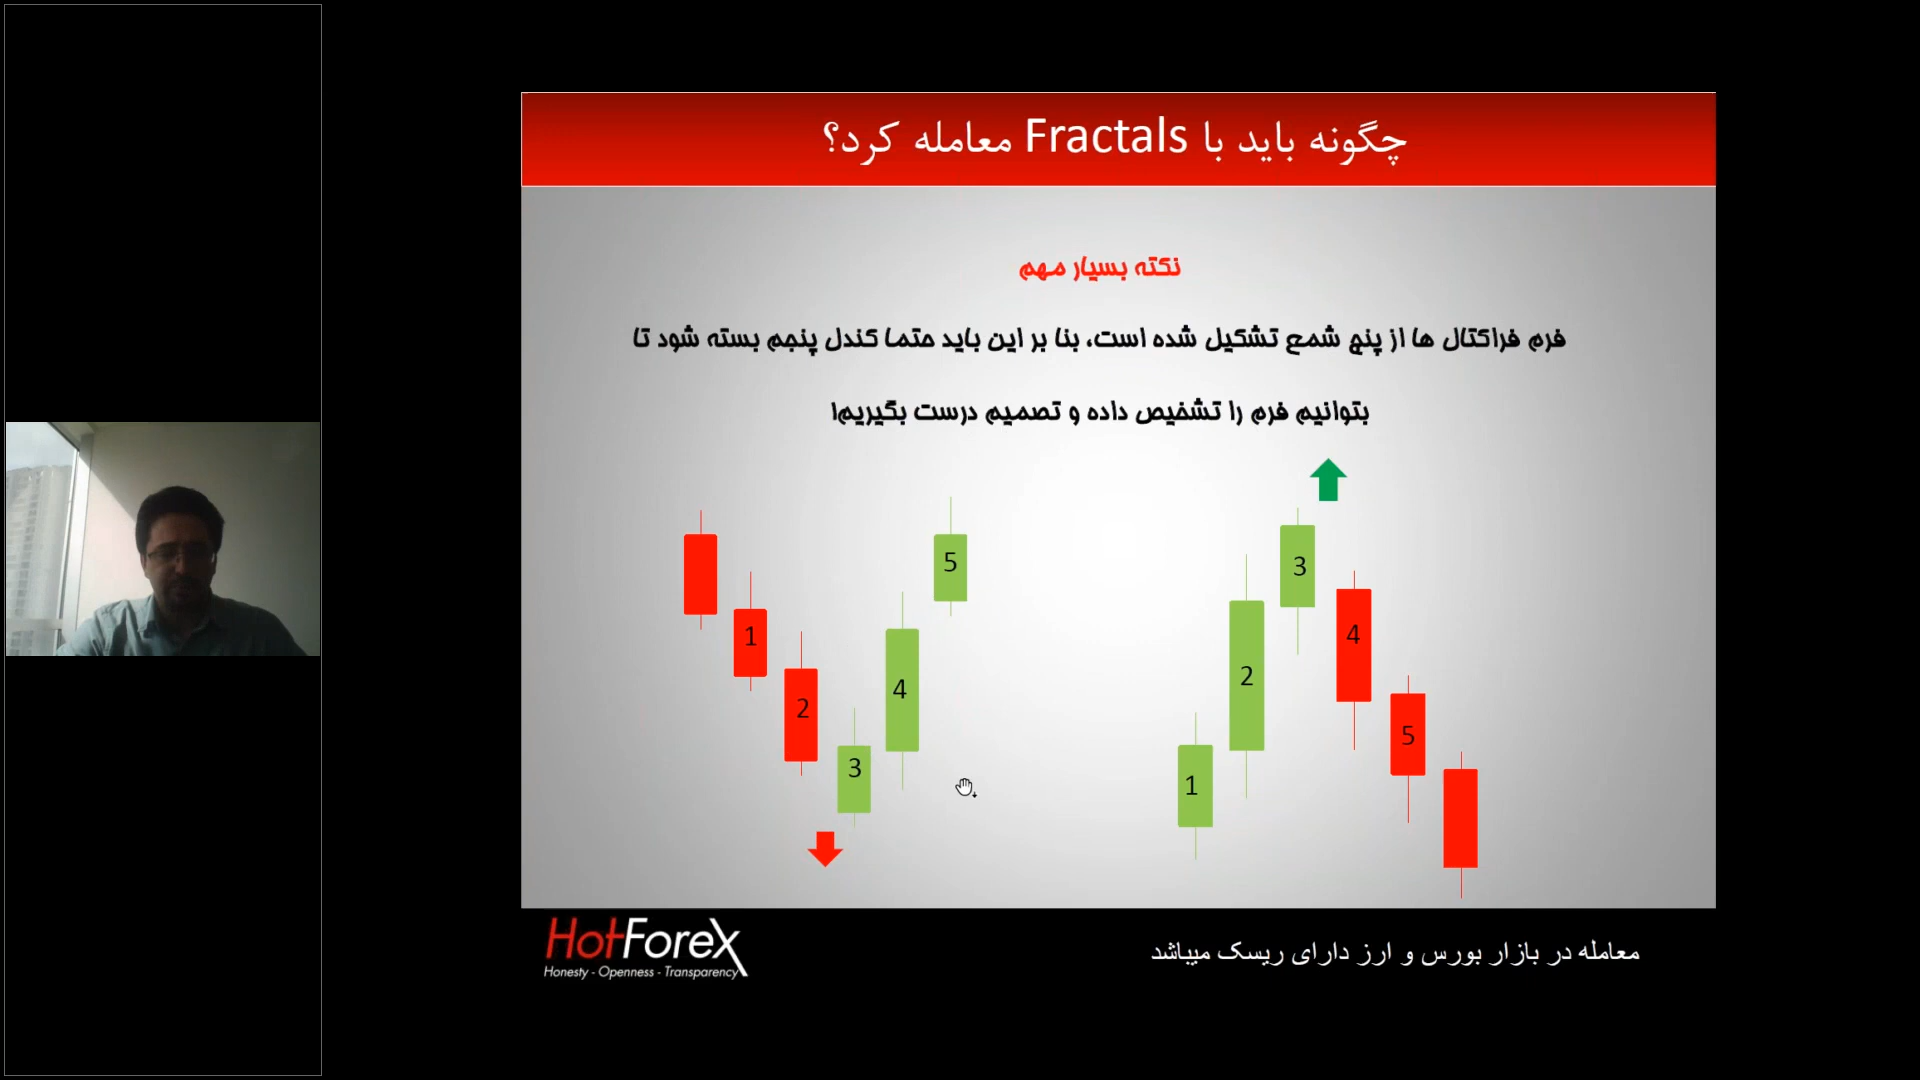 چگونه باید با Fractals معامله کرد؟
نکته بسیار مهم
فرم فراکتال ها از پنج شمع تشکیل شده است، بنا بر این باید حتما کندل پنجم بسته شود تا
بتوانیم فرم را تشخیص داده و تصمیم درست بگیریم!
1
2
3
4
5
1
2
3
4
5
HotForex
Honesty - Openness - Transparency
معامله در بازار بورس و ارز دارای ریسک میباشد